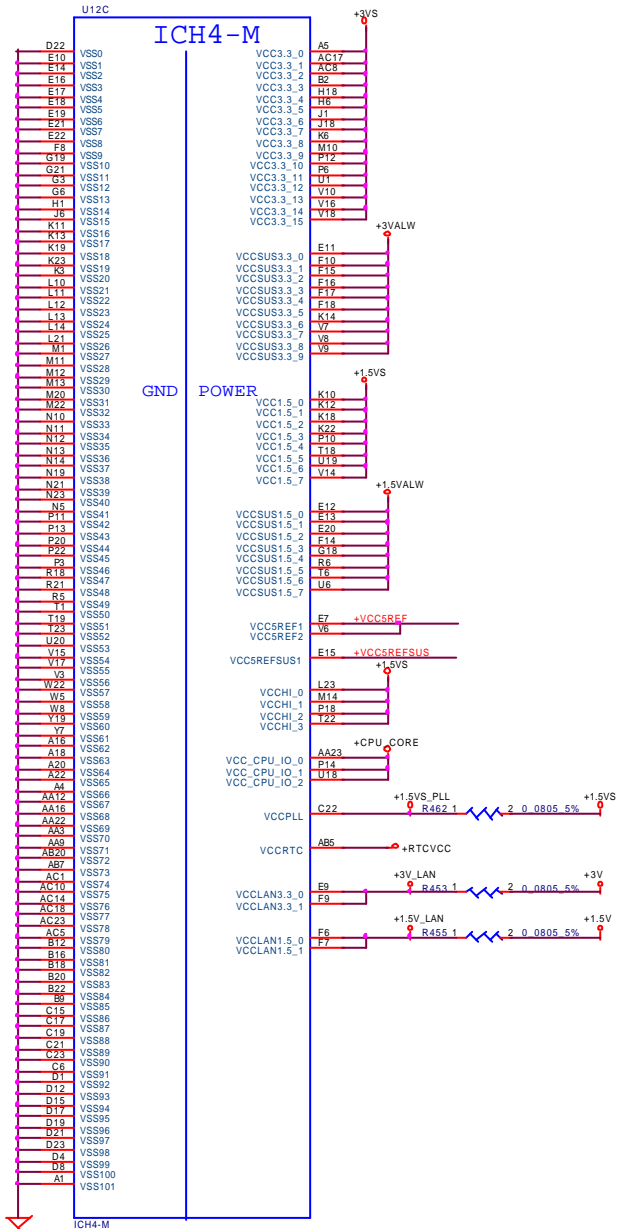 U12C
ICH4-M
GND POWER
D22 VSS0
E10 VSS1
E14 VSS2
E16 VSS3
E17 VSS4
E18 VSS5
E19 VSS6
E21 VSS7
E22 VSS8
F8 VSS9
G19 VSS10
G21 VSS11
G3 VSS12
G6 VSS13
H1 VSS14
J6 VSS15
K11 VSS16
K13 VSS17
K19 VSS18
K23 VSS19
K3 VSS20
L10 VSS21
L11 VSS22
L12 VSS23
L13 VSS24
L14 VSS25
L21 VSS26
M1 VSS27
M11 VSS28
M12 VSS29
M13 VSS30
M20 VSS31
M22 VSS32
N10 VSS33
N11 VSS34
N12 VSS35
N13 VSS36
N14 VSS37
N19 VSS38
N21 VSS39
N23 VSS40
N5 VSS41
P11 VSS42
P13 VSS43
P20 VSS44
P22 VSS45
P3 VSS46
R18 VSS47
R21 VSS48
R5 VSS49
T1 VSS50
T19 VSS51
T23 VSS52
U20 VSS53
V15 VSS54
V17 VSS55
V3 VSS56
W22 VSS57
W5 VSS58
W8 VSS59
Y19 VSS60
Y7 VSS61
A16 VSS62
A18 VSS63
A20 VSS64
A22 VSS65
A4 VSS66
AA12 VSS67
AA16 VSS68
AA22 VSS69
AA3 VSS70
AA9 VSS71
AB20 VSS72
AB7 VSS73
AC1 VSS74
AC10 VSS75
AC14 VSS76
AC18 VSS77
AC23 VSS78
AC5 VSS79
B12 VSS80
B16 VSS81
B18 VSS82
B20 VSS83
B22 VSS84
B9 VSS85
C15 VSS86
C17 VSS87
C19 VSS88
C21 VSS89
C23 VSS90
C6 VSS91
D1 VSS92
D12 VSS93
D15 VSS94
D17 VSS95
D19 VSS96
D21 VSS97
D23 VSS98
D4 VSS99
D8 VSS100
A1 VSS101
+3VS
VCC3.3_0 A5
VCC3.3_1 AC17
VCC3.3_2 AC8
VCC3.3_3 B2
VCC3.3_4 H18
VCC3.3_5 H6
VCC3.3_6 J1
VCC3.3_7 J18
VCC3.3_8 K6
VCC3.3_9 M10
VCC3.3_10 P12
VCC3.3_11 P6
VCC3.3_12 U1
VCC3.3_13 V10
VCC3.3_14 V16
VCC3.3_15 V18
+3VALW
VCCSUS3.3_0 E11
VCCSUS3.3_1 F10
VCCSUS3.3_2 F15
VCCSUS3.3_3 F16
VCCSUS3.3_4 F17
VCCSUS3.3_5 F18
VCCSUS3.3_6 K14
VCCSUS3.3_7 V7
VCCSUS3.3_8 V8
VCCSUS3.3_9 V9
+1.5VS
VCC1.5_0 K10
VCC1.5_1 K12
VCC1.5_2 K18
VCC1.5_3 K22
VCC1.5_4 P10
VCC1.5_5 T18
VCC1.5_6 U19
VCC1.5_7 V14
+1.5VALW
VCCSUS1.5_0 E12
VCCSUS1.5_1 E13
VCCSUS1.5_2 E20
VCCSUS1.5_3 F14
VCCSUS1.5_4 G18
VCCSUS1.5_5 R6
VCCSUS1.5_6 T6
VCCSUS1.5_7 U6
VCC5REF1 E7 +VCC5REF
VCC5REF2 V6
VCC5REFSUS1 E15 +VCC5REFSUS
+1.5VS
VCCHI_0 L23
VCCHI_1 M14
VCCHI_2 P18
VCCHI_3 T22
+CPU_CORE
VCC_CPU_IO_0 AA23
VCC_CPU_IO_1 P14
VCC_CPU_IO_2 U18
+1.5VS_PLL +1.5VS
VCCPLL C22 R462 1 2 0_0805_5%
VCCRTC AB5 +RTCVCC
+3V_LAN +3V
VCCLAN3.3_0 E9 R453 1 2 0_0805_5%
VCCLAN3.3_1 F9
+1.5V_LAN +1.5V
VCCLAN1.5_0 F6 R455 1 2 0_0805_5%
VCCLAN1.5_1 F7
ICH4-M